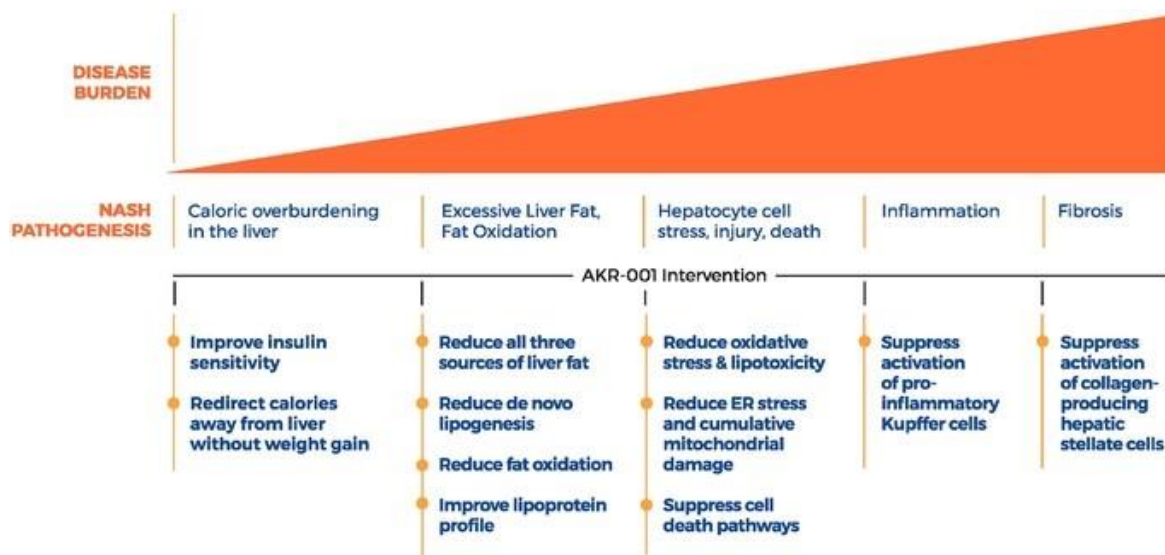 DISEASE
BURDEN
NASH
PATHOGENESIS
Caloric overburdening
in the liver
Excessive Liver Fat,
Fat Oxidation
Hepatocyte cell
stress, injury, death
Inflammation
Fibrosis
AKR-001 Intervention
Improve insulin
sensitivity
Redirect calories
away from liver
without weight gain
Reduce all three
sources of liver fat
Reduce de novo
lipogenesis
Reduce fat oxidation
Improve lipoprotein
profile
Reduce oxidative
stress & lipotoxicity
Reduce ER stress
and cumulative
mitochondrial
damage
Suppress cell
death pathways
Suppress
activation
of pro-
inflammatory
Kupffer cells
Suppress
activation
of collagen-
producing
hepatic
stellate cells